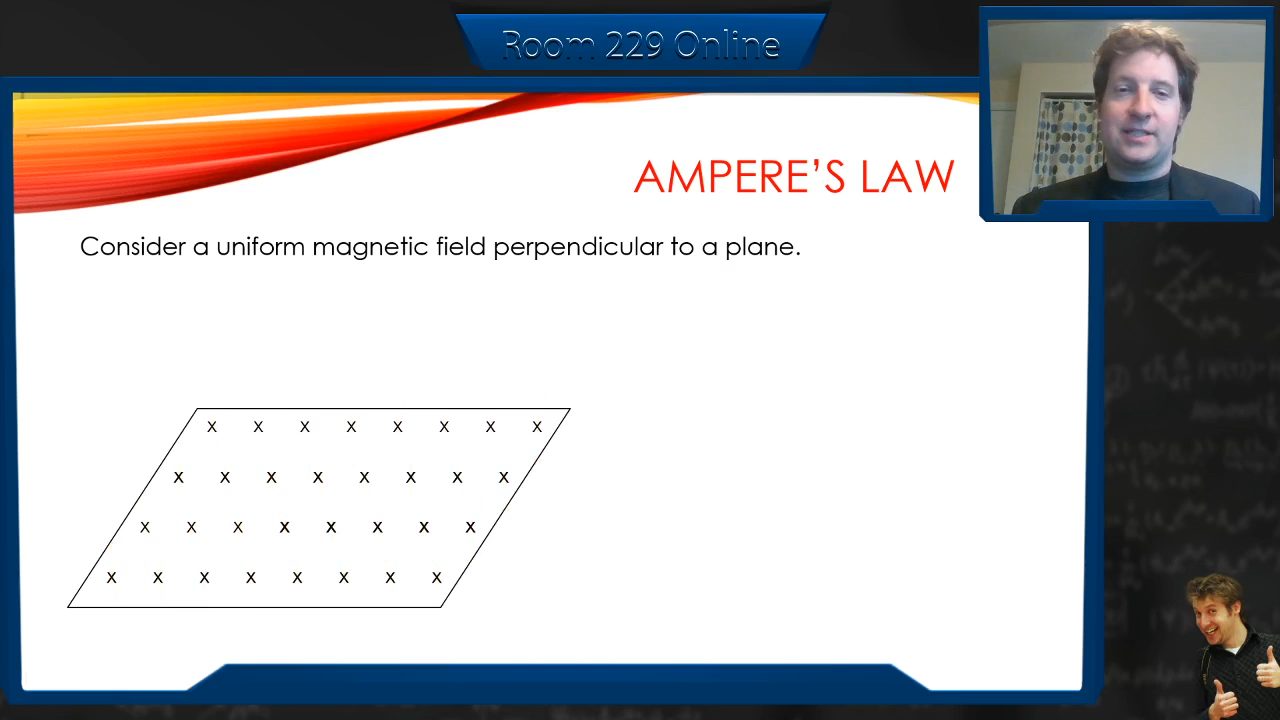 Room 229 Online
AMPERE'S LAW
Consider a uniform magnetic field perpendicular to a plane.
x x x x x x x x
x x x x x x x x
x x x x x x x x
x x x x x x x x